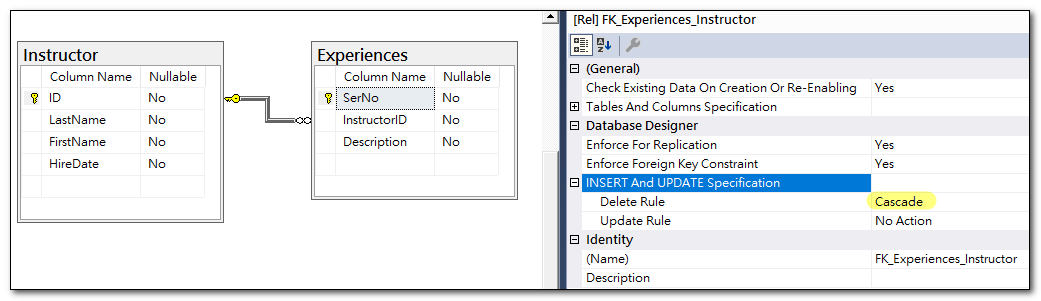 Instructor
Column Name Nullable
ID No
LastName No
FirstName No
HireDate No
Experiences
Column Name Nullable
SerNo No
InstructorID No
Description No
[Rel] FK_Experiences_Instructor
(General)
Check Existing Data On Creation Or Re-Enabling Yes
Tables And Columns Specification
Database Designer
Enforce For Replication Yes
Enforce Foreign Key Constraint Yes
INSERT And UPDATE Specification
Delete Rule Cascade
Update Rule No Action
Identity
(Name) FK_Experiences_Instructor
Description